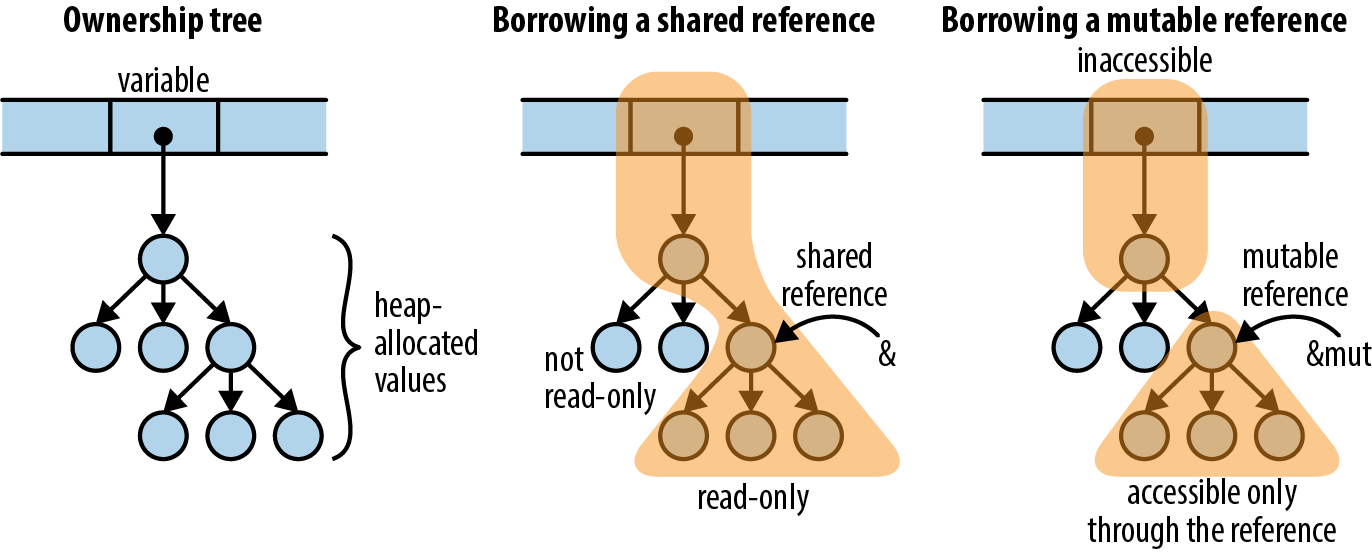 Ownership tree
variable
heap-
allocated
values
Borrowing a shared reference
shared
reference
&
not
read-only
read-only
Borrowing a mutable reference
inaccessible
mutable
reference
&mut
accessible only
through the reference